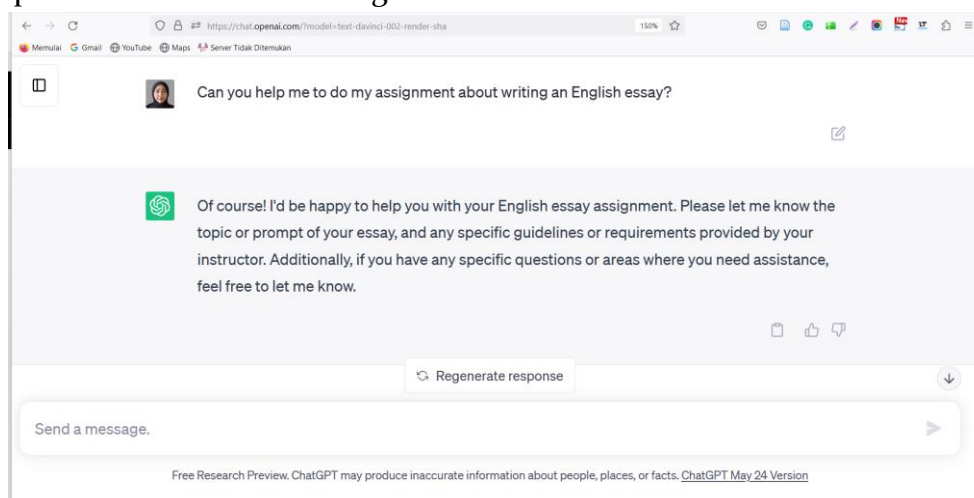 https://chat.openai.com/?model=text-davinci-002-render-sha
150%
Memulai Gmail YouTube Maps Server Tidak Ditemukan
Can you help me to do my assignment about writing an English essay?
Of course! I'd be happy to help you with your English essay assignment. Please let me know the
topic or prompt of your essay, and any specific guidelines or requirements provided by your
instructor. Additionally, if you have any specific questions or areas where you need assistance,
feel free to let me know.
Regenerate response
Send a message.
Free Research Preview. ChatGPT may produce inaccurate information about people, places, or facts. ChatGPT May 24 Version